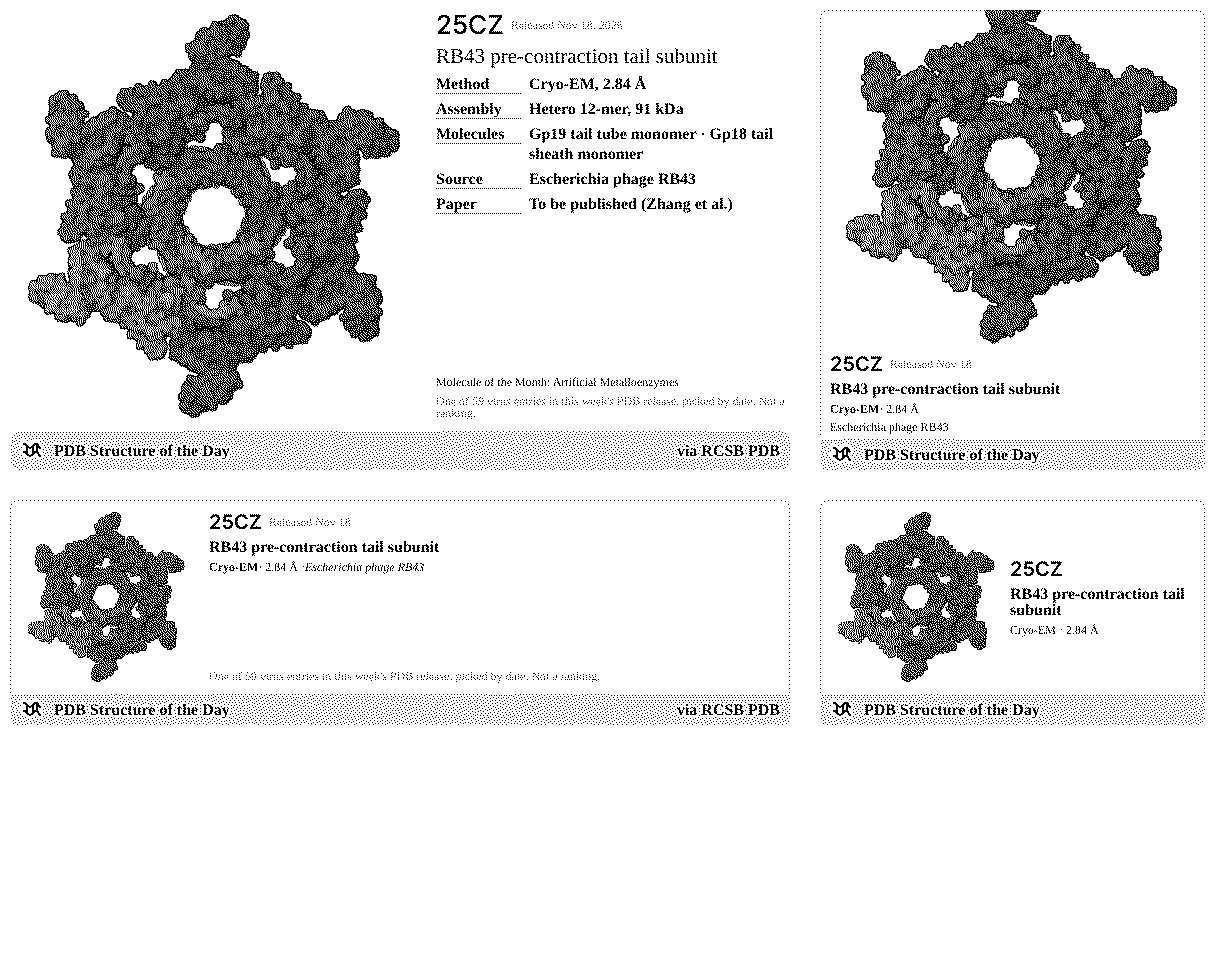 25CZ Released Nov 18, 2026
RB43 pre-contraction tail subunit
Method Cryo-EM, 2.84 Å
Assembly Hetero 12-mer, 91 kDa
Molecules Gp19 tail tube monomer · Gp18 tail
sheath monomer
Source Escherichia phage RB43
Paper To be published (Zhang et al.)
Molecule of the Month: Artificial Metalloenzymes
One of 59 virus entries in this week's PDB release, picked by date. Not a
ranking.
PDB Structure of the Day via RCSB PDB
25CZ Released Nov 18
RB43 pre-contraction tail subunit
Cryo-EM · 2.84 Å
Escherichia phage RB43
PDB Structure of the Day
25CZ Released Nov 18
RB43 pre-contraction tail subunit
Cryo-EM · 2.84 Å · Escherichia phage RB43
One of 59 virus entries in this week's PDB release, picked by date. Not a ranking.
PDB Structure of the Day via RCSB PDB
25CZ
RB43 pre-contraction tail
subunit
Cryo-EM · 2.84 Å
PDB Structure of the Day